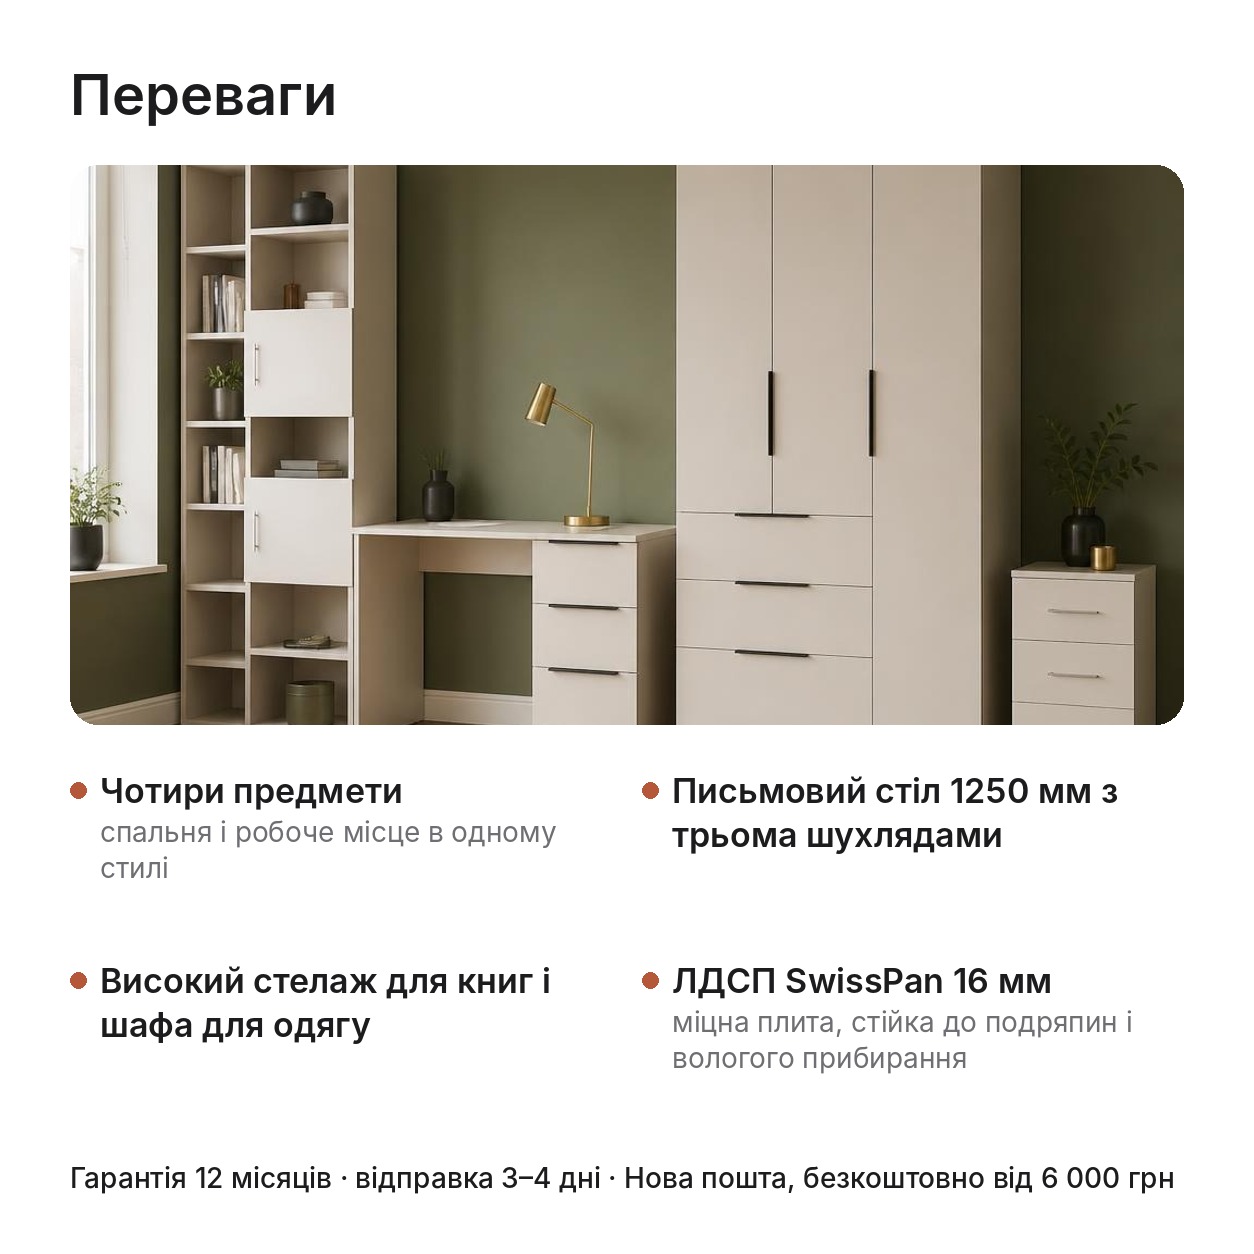 Переваги
Чотири предмети
спальня і робоче місце в одному
стилі
Письмовий стіл 1250 мм з
трьома шухлядами
Високий стелаж для книг і
шафа для одягу
ЛДСП SwissPan 16 мм
міцна плита, стійка до подряпин і
вологого прибирання
Гарантія 12 місяців · відправка 3–4 дні · Нова пошта, безкоштовно від 6 000 грн